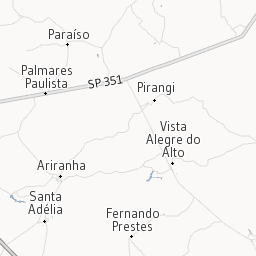 Paraíso
SP 351
Palmares
Paulista
Pirangi
Vista
Alegre do
Alto
Ariranha
Santa
Adélia
Fernando
Prestes